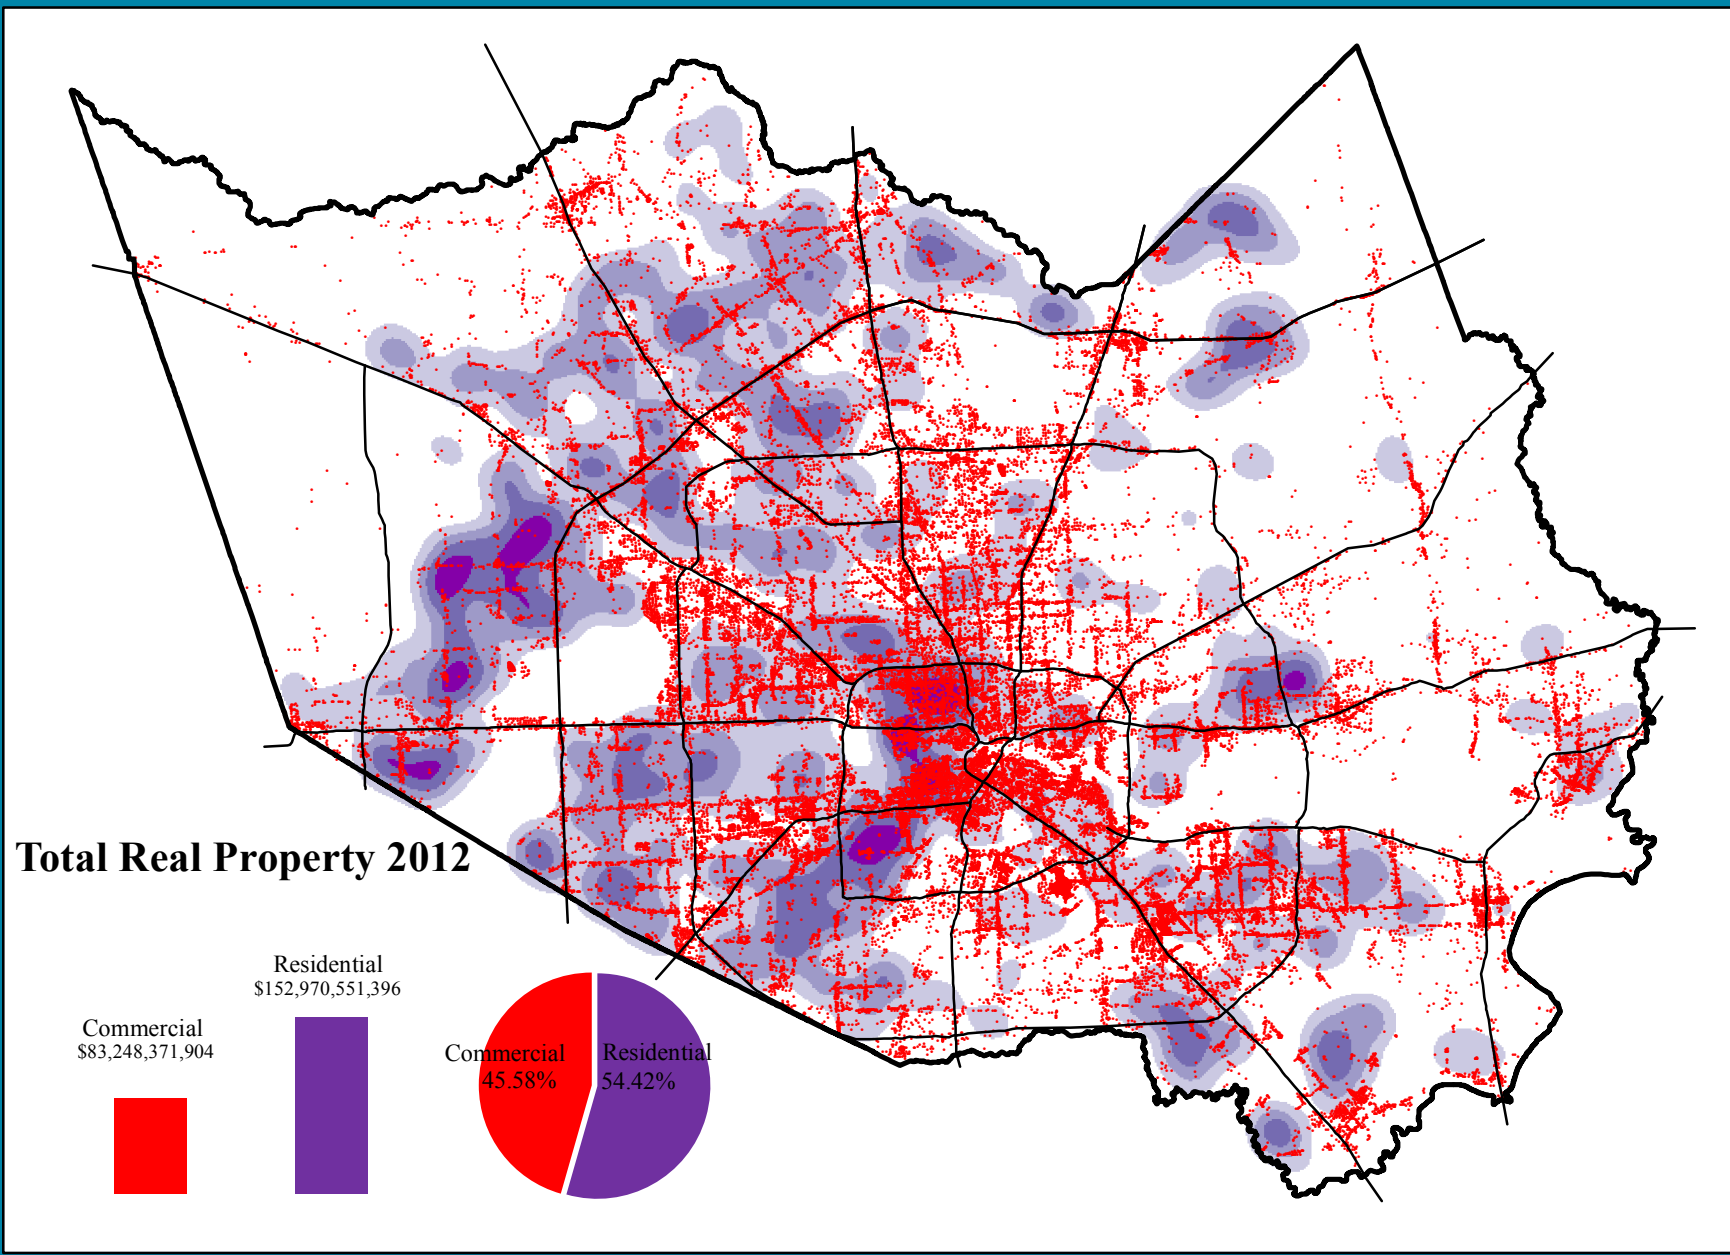 Total Real Property 2012
Residential
$152,970,551,396
Commercial
$83,248,371,904
Commercial
45.58%
Residential
54.42%